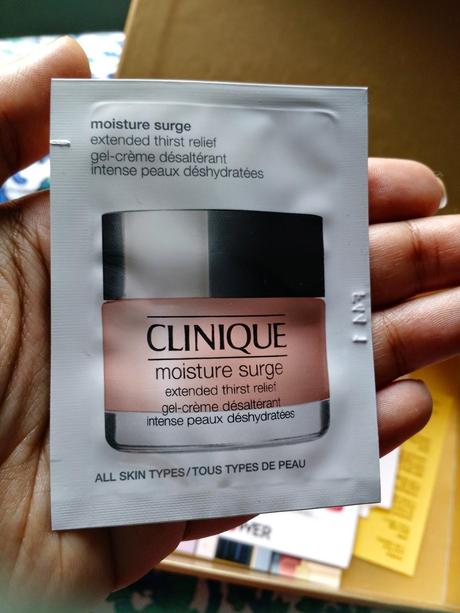 moisture surge
extended thirst relief
gel-crème désaltérant
intense peaux déshydratées
CLINIQUE
moisture surge
extended thirst relief
gel-crème désaltérant
intense peaux déshydratées
ALL SKIN TYPES/TOUS TYPES DE PEAU